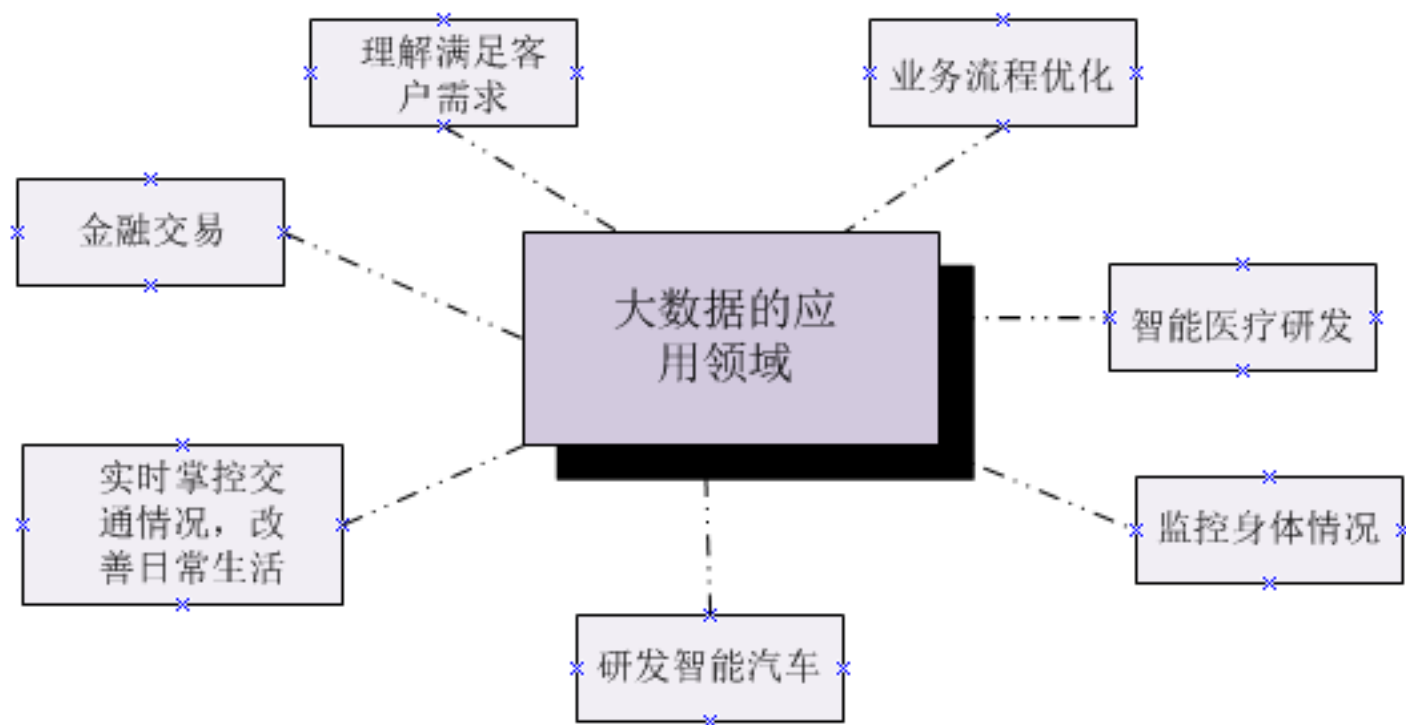 理解满足客
户需求
业务流程优化
金融交易
大数据的应
用领域
智能医疗研发
实时掌控交
通情况，改
善日常生活
监控身体情况
研发智能汽车